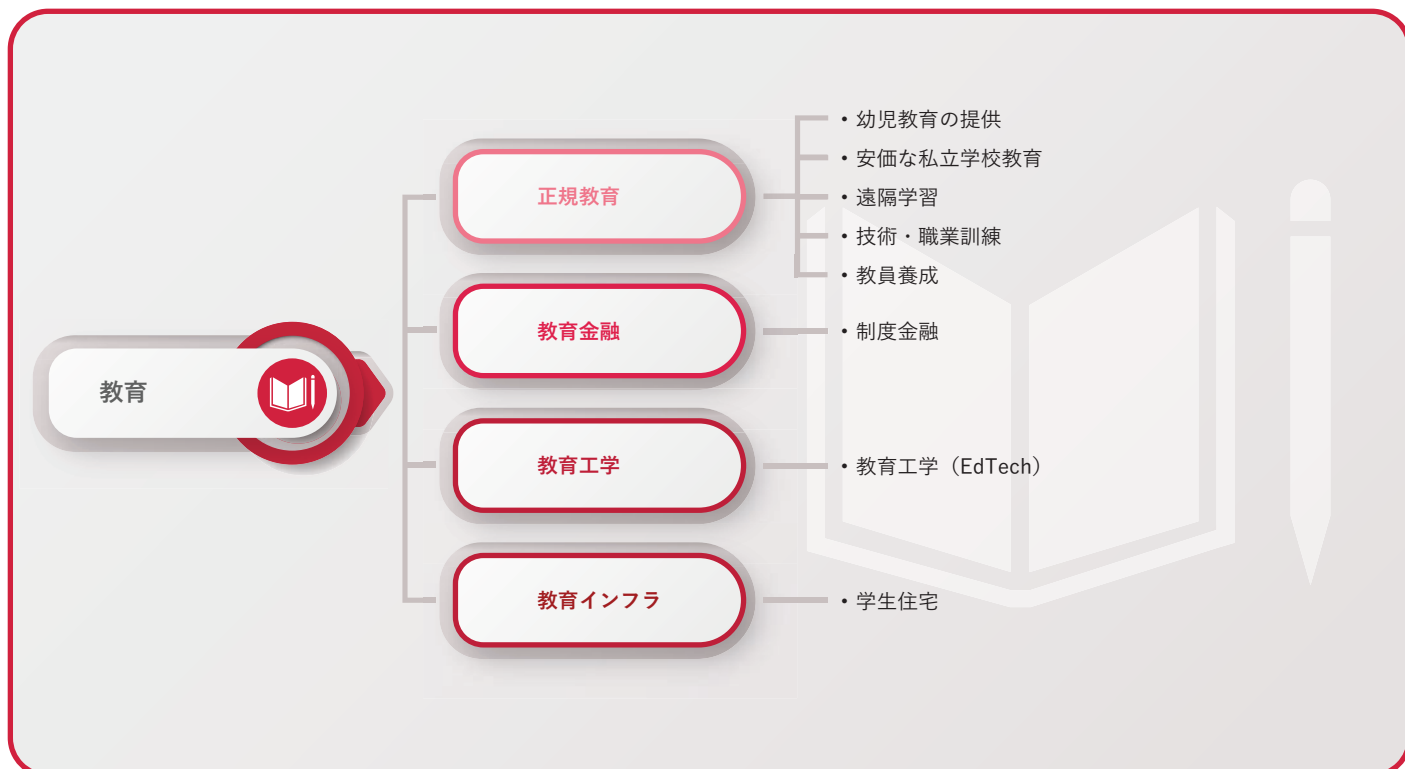 教育
正規教育
・幼児教育の提供
・安価な私立学校教育
・遠隔学習
・技術・職業訓練
・教員養成
教育金融
・制度金融
教育工学
・教育工学（EdTech）
教育インフラ
・学生住宅